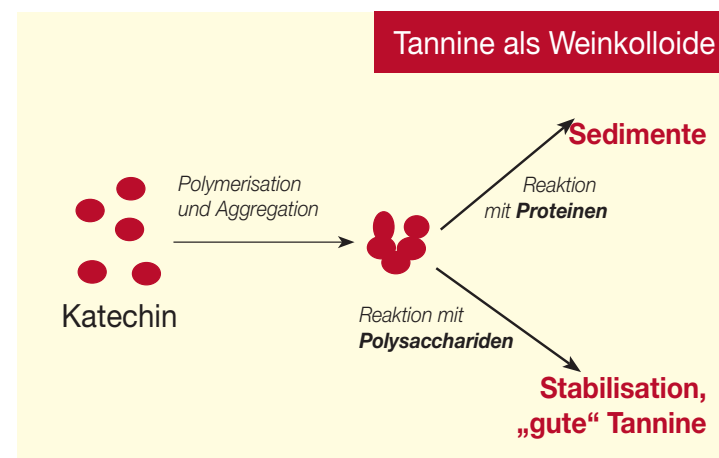 Tannine als Weinkolloide
Sedimente
Polymerisation
und Aggregation
Reaktion
mit Proteinen
Katechin
Reaktion mit
Polysacchariden
Stabilisation,
„gute“ Tannine